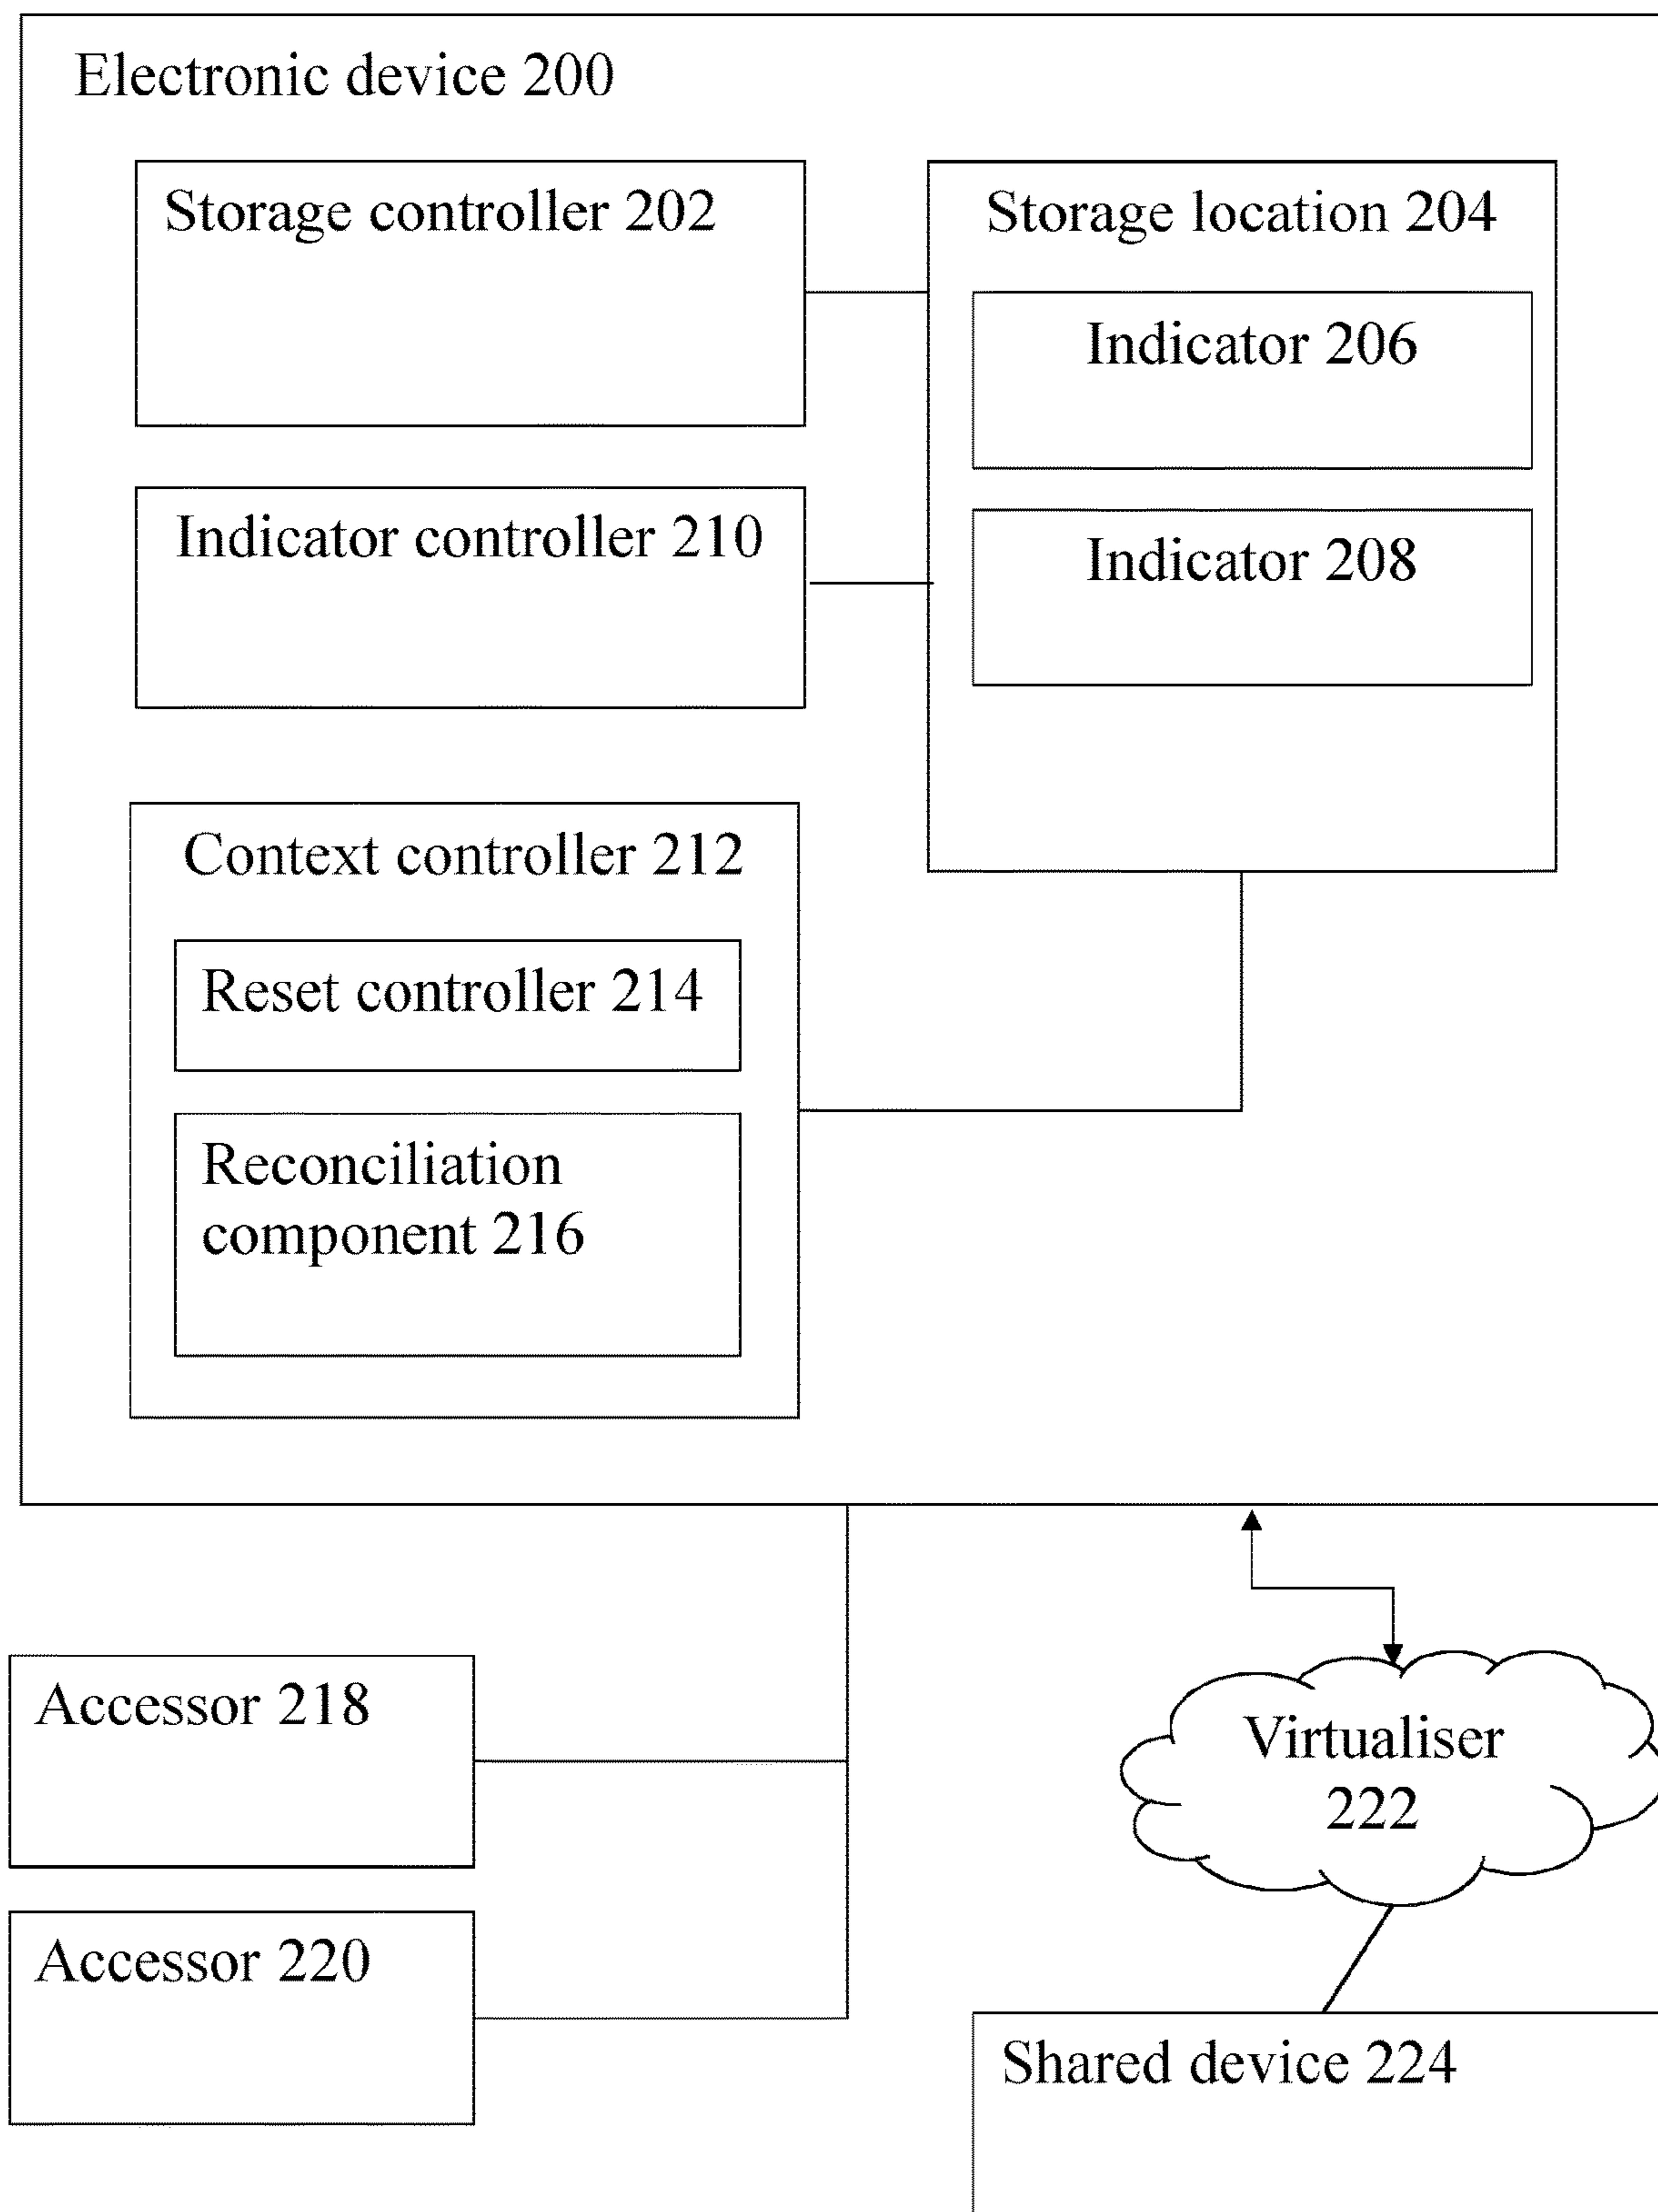 Electronic device 200
Storage controller 202
Storage location 204
Indicator 206
Indicator controller 210
Indicator 208
Context controller 212
Reset controller 214
Reconciliation
component 216
Accessor 218
Virtualiser
222
Accessor 220
Shared device 224